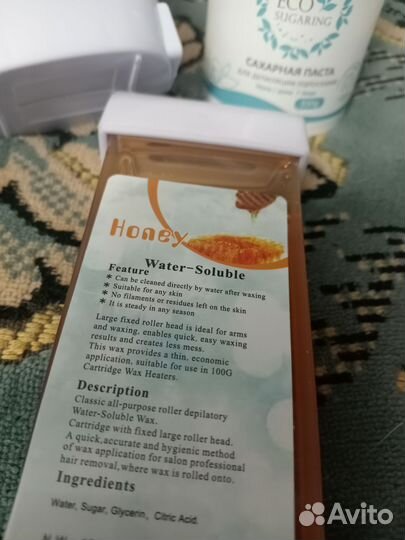 ECO
SUGARING
САХАРНАЯ ПАСТА
ДЛЯ ДЕПИЛЯЦИИ
Honey
Water-Soluble
Feature
* Can be cleaned directly by water after waxing
* Suitable for any skin
* No filaments or residues left on the skin
* It is steady in any season
Large fixed roller head is ideal for arms
and waxing, enables quick, easy waxing
results and creates less mess.
This wax provides a thin, economic
application, suitable for use in 100G
Cartridge Wax Heaters.
Description
Classic all-purpose roller depilatory
Water-Soluble Wax.
Cartridge with fixed large roller head.
A quick,accurate and hygienic method
of wax application for salon professional
hair removal,where wax is rolled onto.
Ingredients
Water, Sugar, Glycerin, Citric Acid.
Avito